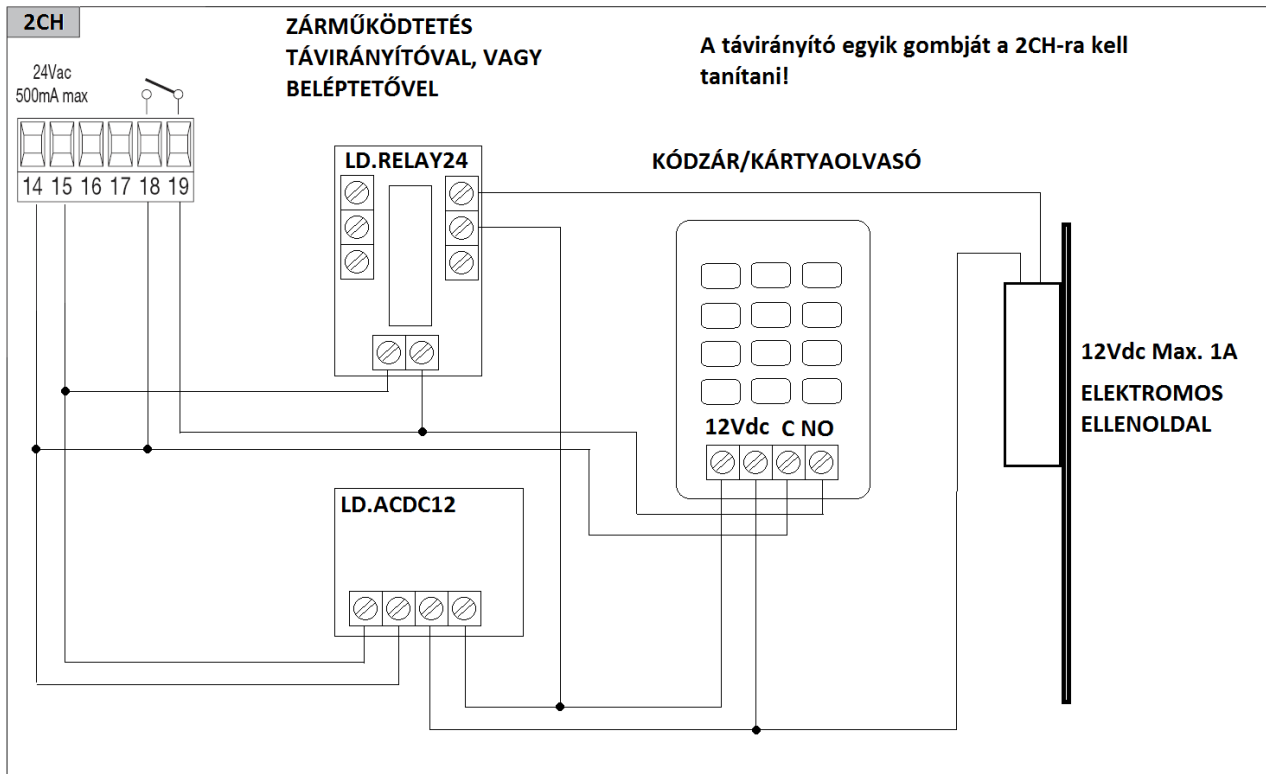 2CH
ZÁRMŰKÖDTETÉS
TÁVIRÁNYÍTÓVAL, VAGY
BELÉPTETŐVEL
A távirányító egyik gombját a 2CH-ra kell
tanítani!
24Vac
500mA max
14 15 16 17 18 19
LD.RELAY24
KÓDZÁR/KÁRTYAOLVASÓ
12Vdc C NO
12Vdc Max. 1A
ELEKTROMOS
ELLENOLDAL
LD.ACDC12